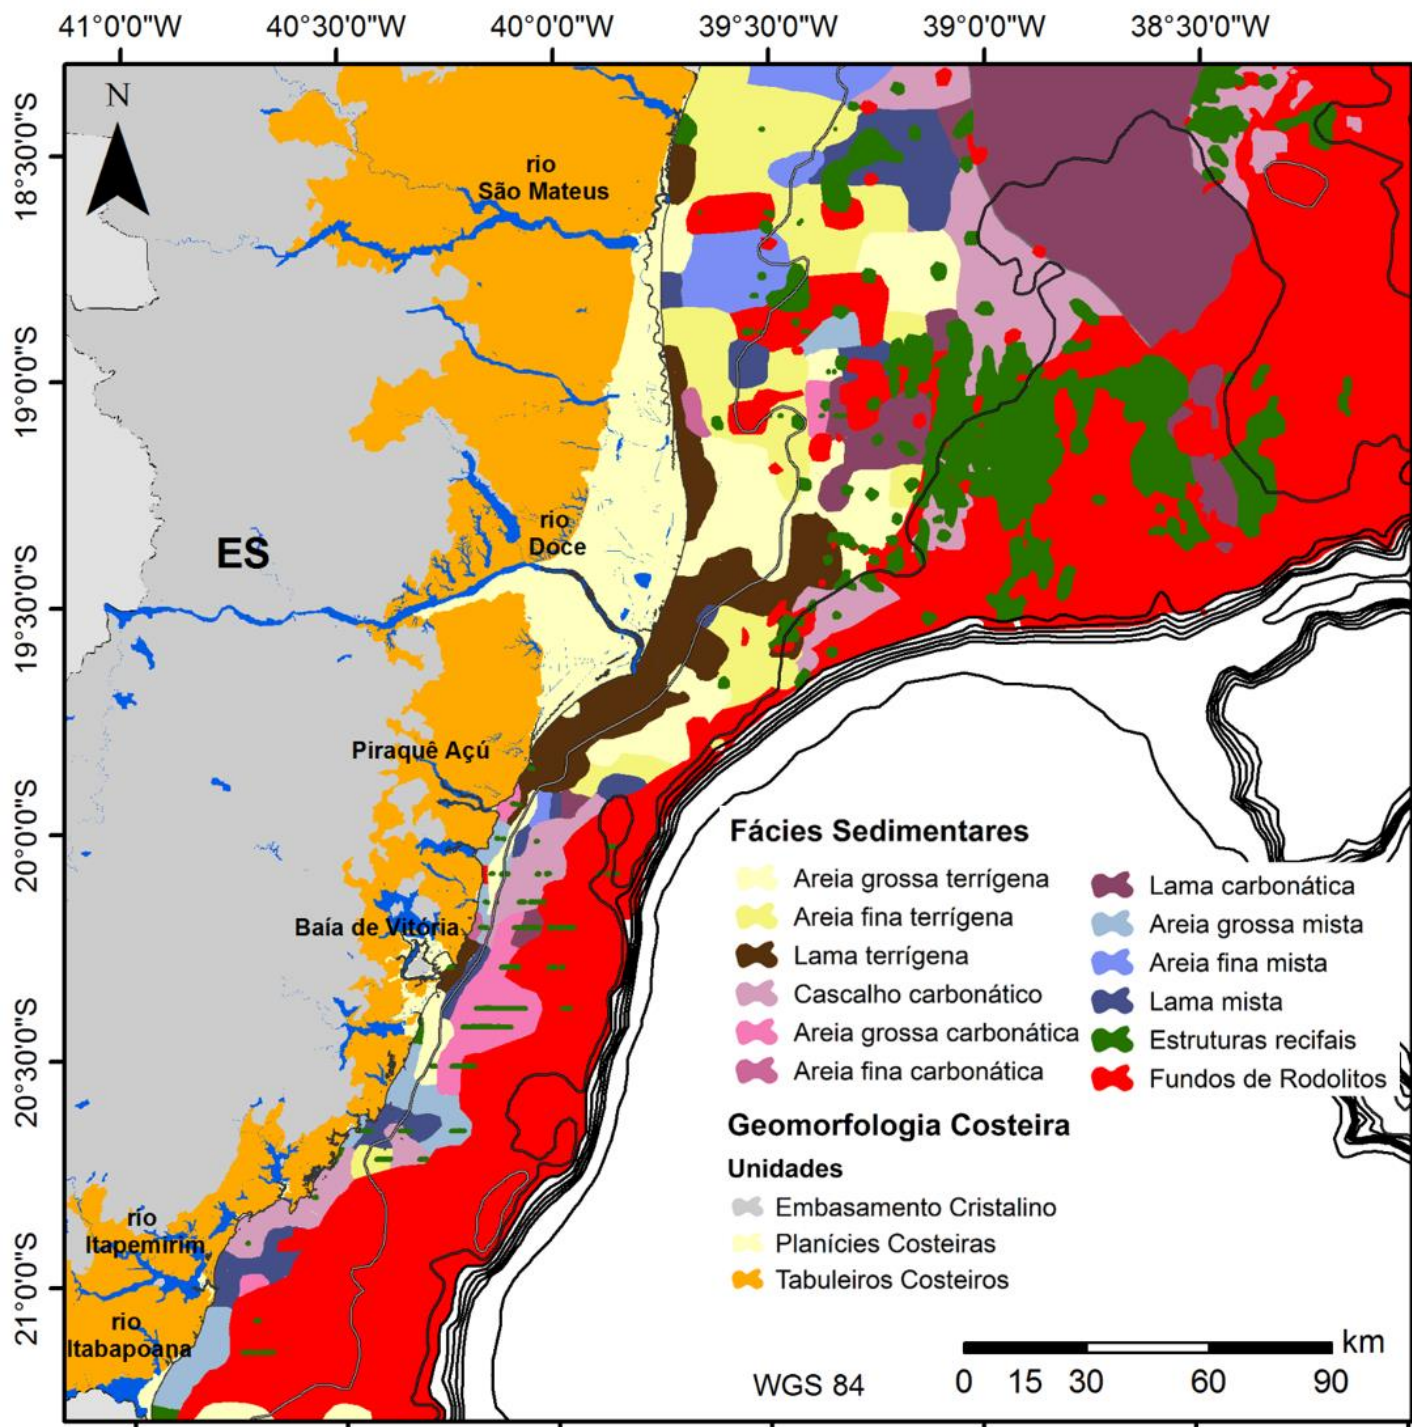 41°0'0"W 40°30'0"W 40°0'0"W 39°30'0"W 39°0'0"W 38°30'0"W
N
18°30'0"S
rio
São Mateus
19°0'0"S
rio
Doce
ES
19°30'0"S
Piraquê Açú
20°0'0"S
Baía de Vitória
20°30'0"S
rio
Itapemirim
21°0'0"S
rio
Itabapoana
Fácies Sedimentares
Areia grossa terrígena
Areia fina terrígena
Lama terrígena
Cascalho carbonático
Areia grossa carbonática
Areia fina carbonática
Lama carbonática
Areia grossa mista
Areia fina mista
Lama mista
Estruturas recifais
Fundos de Rodolitos
Geomorfologia Costeira
Unidades
Embasamento Cristalino
Planícies Costeiras
Tabuleiros Costeiros
km
WGS 84
0 15 30 60 90